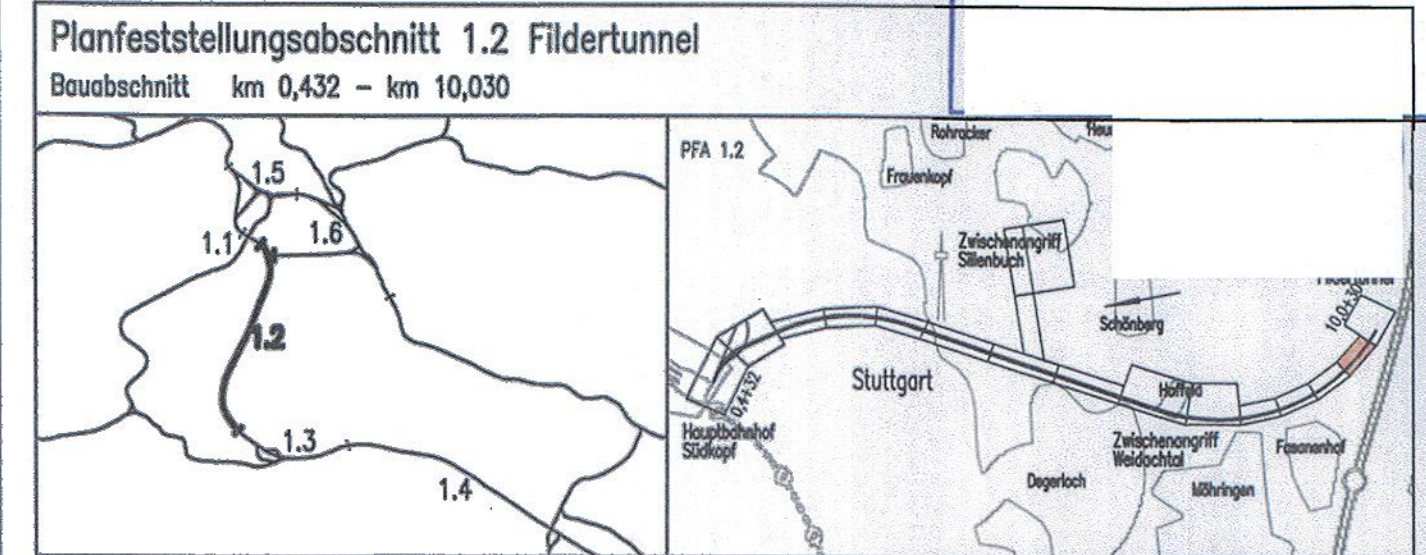 Planfeststellungsabschnitt 1.2 Fildertunnel
Bauabschnitt km 0,432 – km 10,030
1.5
1.1
1.6
1.2
1.3
1.4
PFA 1.2
Rohracker
Frauenkopf
Zwischenangriff
Sillenbuch
Schönberg
10,0+30
Stuttgart
Hoffeld
0,4+32
Hauptbahnhof
Südkopf
Zwischenangriff
Weidachtal
Fasanenhof
Degerloch
Möhringen